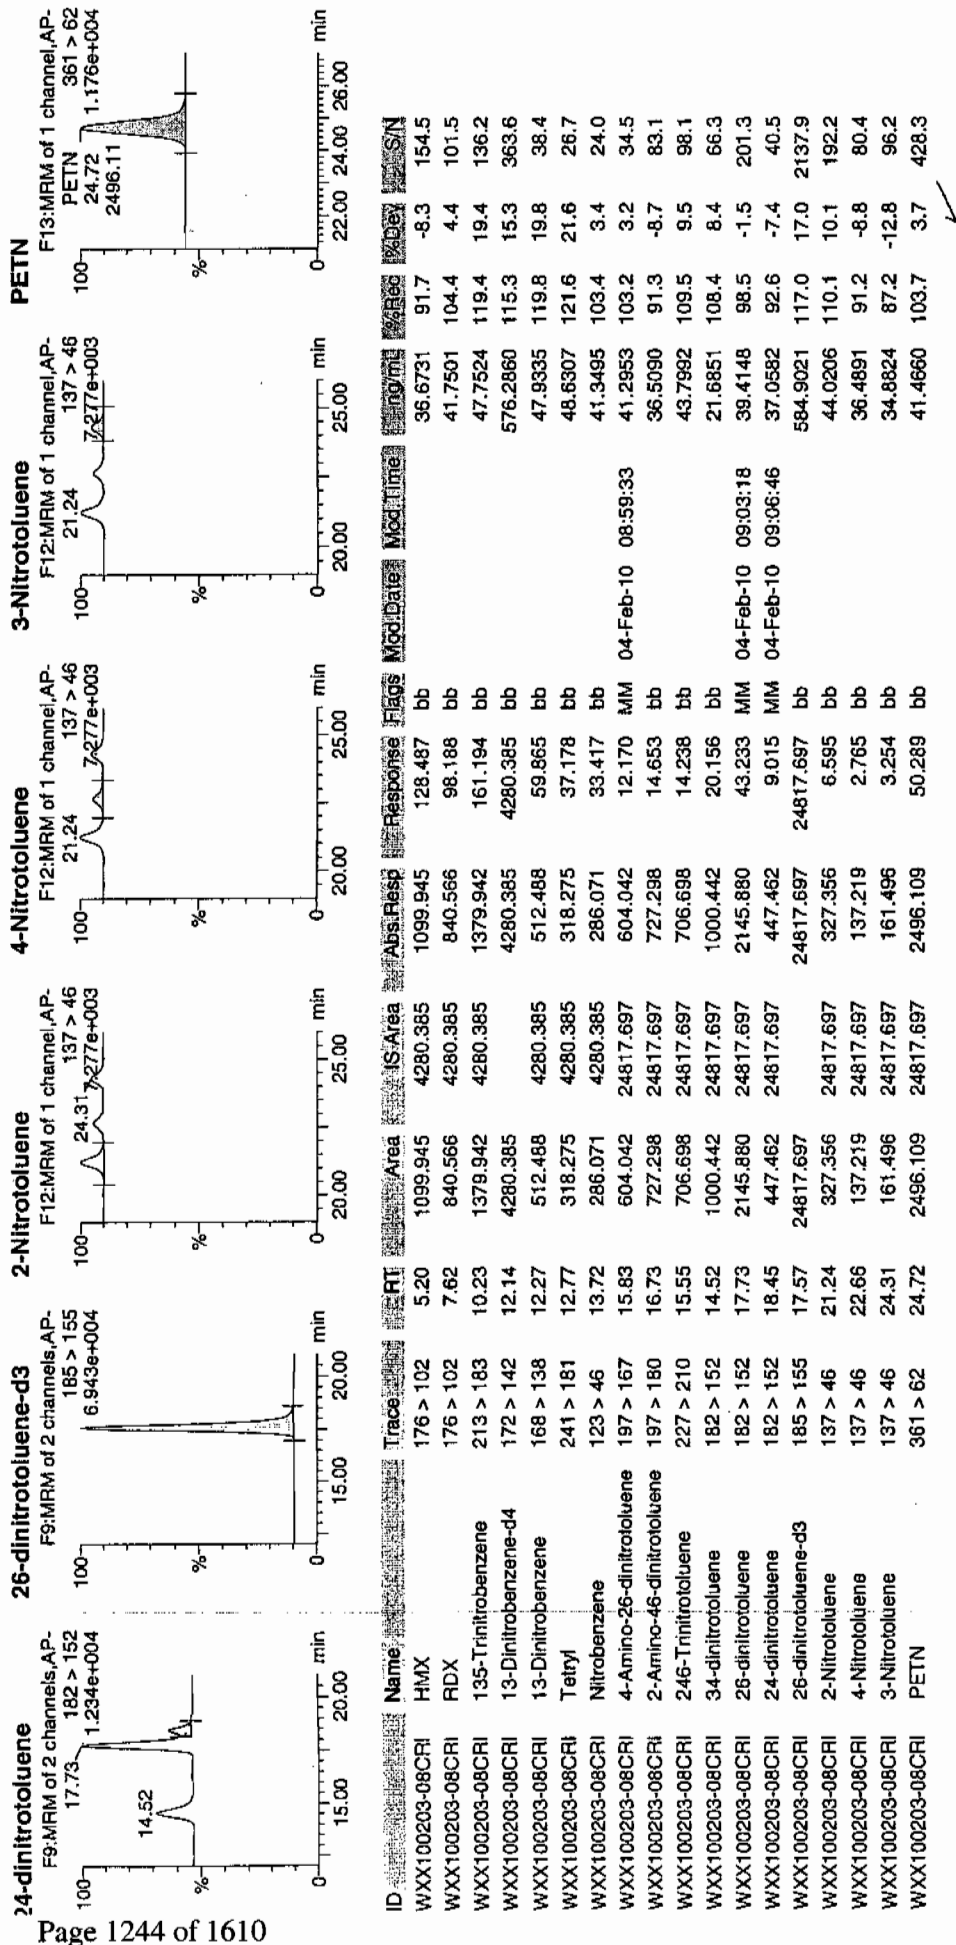 24-dinitrotoluene
F9:MRM of 2 channels,AP-
182 > 152
1.234e+004
17.73
14.52
100
%
0
15.00 20.00 min
26-dinitrotoluene-d3
F9:MRM of 2 channels,AP-
185 > 155
6.943e+004
100
%
0
15.00 20.00 min
2-Nitrotoluene
F12:MRM of 1 channel,AP-
137 > 46
7.277e+003
24.31
100
%
0
20.00 25.00 min
4-Nitrotoluene
F12:MRM of 1 channel,AP-
137 > 46
7.277e+003
21.24
100
%
0
20.00 25.00 min
3-Nitrotoluene
F12:MRM of 1 channel,AP-
137 > 46
7.277e+003
21.24
100
%
0
20.00 25.00 min
PETN
F13:MRM of 1 channel,AP-
PETN 361 > 62
24.72 1.176e+004
2496.11
100
%
0
22.00 24.00 26.00 min
ID Name Trace RT Area IS Area Abs.Resp Response Flags Mod.Date Mod.Time ng/mL %Rec %Dev S/N
WXX100203-08CRI HMX 176 > 102 5.20 1099.945 4280.385 1099.945 128.487 bb 36.6731 91.7 -8.3 154.5
WXX100203-08CRI RDX 176 > 102 7.62 840.566 4280.385 840.566 98.188 bb 41.7501 104.4 4.4 101.5
WXX100203-08CRI 135-Trinitrobenzene 213 > 183 10.23 1379.942 4280.385 1379.942 161.194 bb 47.7524 119.4 19.4 136.2
WXX100203-08CRI 13-Dinitrobenzene-d4 172 > 142 12.14 4280.385 4280.385 4280.385 bb 576.2860 115.3 15.3 363.6
WXX100203-08CRI 13-Dinitrobenzene 168 > 138 12.27 512.488 4280.385 512.488 59.865 bb 47.9335 119.8 19.8 38.4
WXX100203-08CRI Tetryl 241 > 181 12.77 318.275 4280.385 318.275 37.178 bb 48.6307 121.6 21.6 26.7
WXX100203-08CRI Nitrobenzene 123 > 46 13.72 286.071 4280.385 286.071 33.417 bb 41.3495 103.4 3.4 24.0
WXX100203-08CRI 4-Amino-26-dinitrotoluene 197 > 167 15.83 604.042 24817.697 604.042 12.170 MM 04-Feb-10 08:59:33 41.2953 103.2 3.2 34.5
WXX100203-08CRI 2-Amino-46-dinitrotoluene 197 > 180 16.73 727.298 24817.697 727.298 14.653 bb 36.5090 91.3 -8.7 83.1
WXX100203-08CRI 246-Trinitrotoluene 227 > 210 15.55 706.698 24817.697 706.698 14.238 bb 43.7992 109.5 9.5 98.1
WXX100203-08CRI 34-dinitrotoluene 182 > 152 14.52 1000.442 24817.697 1000.442 20.156 bb 21.6851 108.4 8.4 66.3
WXX100203-08CRI 26-dinitrotoluene 182 > 152 17.73 2145.880 24817.697 2145.880 43.233 MM 04-Feb-10 09:03:18 39.4148 98.5 -1.5 201.3
WXX100203-08CRI 24-dinitrotoluene 182 > 152 18.45 447.462 24817.697 447.462 9.015 MM 04-Feb-10 09:06:46 37.0582 92.6 -7.4 40.5
WXX100203-08CRI 26-dinitrotoluene-d3 185 > 155 17.57 24817.697 24817.697 24817.697 bb 584.9021 117.0 17.0 2137.9
WXX100203-08CRI 2-Nitrotoluene 137 > 46 21.24 327.356 24817.697 327.356 6.595 bb 44.0206 110.1 10.1 192.2
WXX100203-08CRI 4-Nitrotoluene 137 > 46 22.66 137.219 24817.697 137.219 2.765 bb 36.4891 91.2 -8.8 80.4
WXX100203-08CRI 3-Nitrotoluene 137 > 46 24.31 161.496 24817.697 161.496 3.254 bb 34.8824 87.2 -12.8 96.2
WXX100203-08CRI PETN 361 > 62 24.72 2496.109 24817.697 2496.109 50.289 bb 41.4660 103.7 3.7 428.3
Page 1244 of 1610